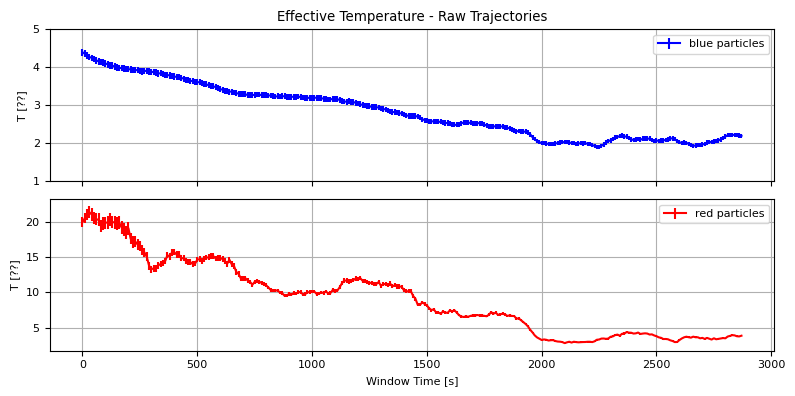 Effective Temperature - Raw Trajectories
5
4
3
2
1
T [??]
blue particles
20
15
10
5
T [??]
red particles
0 500 1000 1500 2000 2500 3000
Window Time [s]